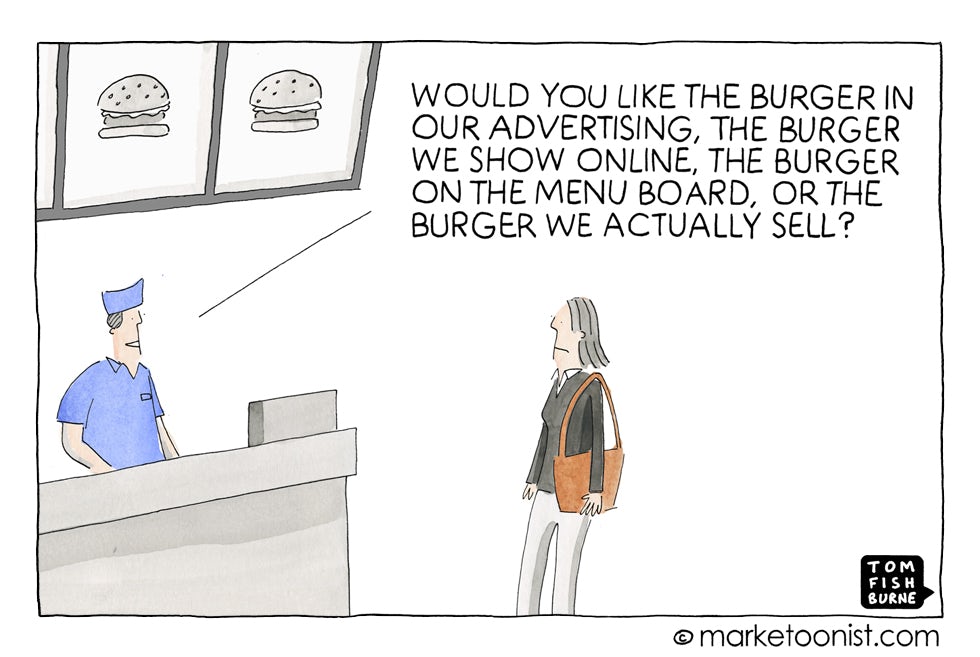 WOULD YOU LIKE THE BURGER IN
OUR ADVERTISING, THE BURGER
WE SHOW ONLINE, THE BURGER
ON THE MENU BOARD, OR THE
BURGER WE ACTUALLY SELL?
TOM
FISH
BURNE
© marketoonist.com